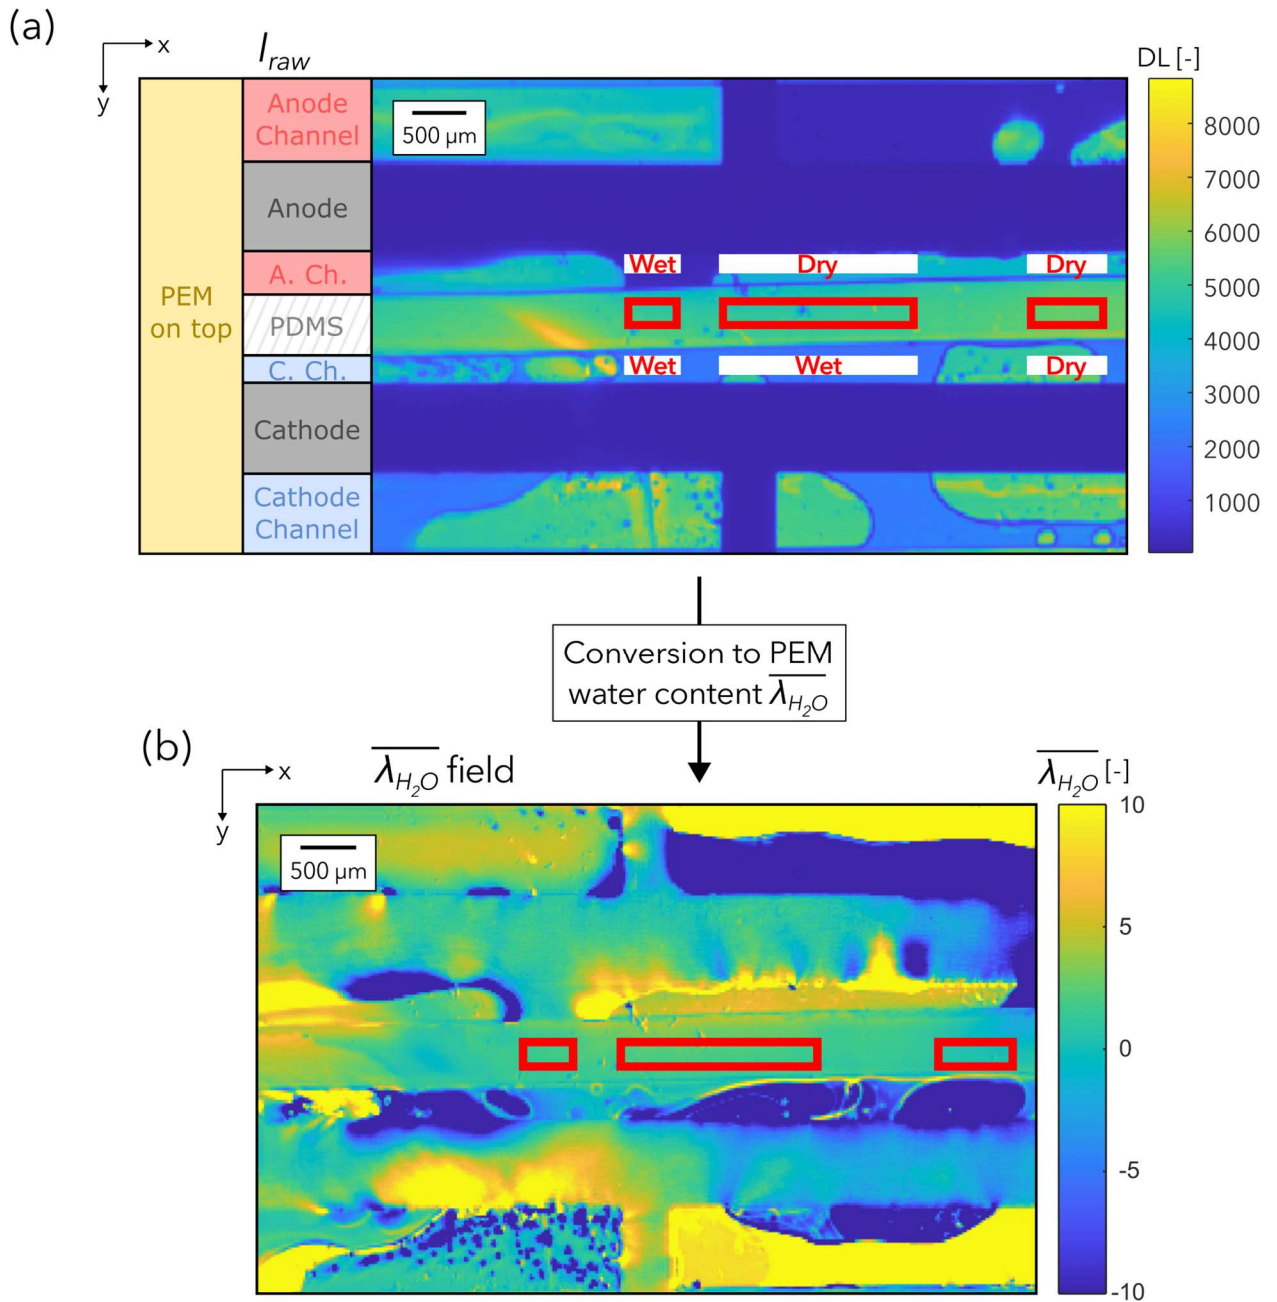 (a)
x
y
I_raw
DL [-]
Anode
Channel
500 µm
8000
7000
6000
5000
4000
3000
2000
1000
Anode
A. Ch.
Wet
Dry
Dry
PEM
on top
PDMS
C. Ch.
Wet
Wet
Dry
Cathode
Cathode
Channel
Conversion to PEM
water content λ_H₂O
(b)
x
y
λ_H₂O field
λ_H₂O [-]
500 µm
10
5
0
-5
-10